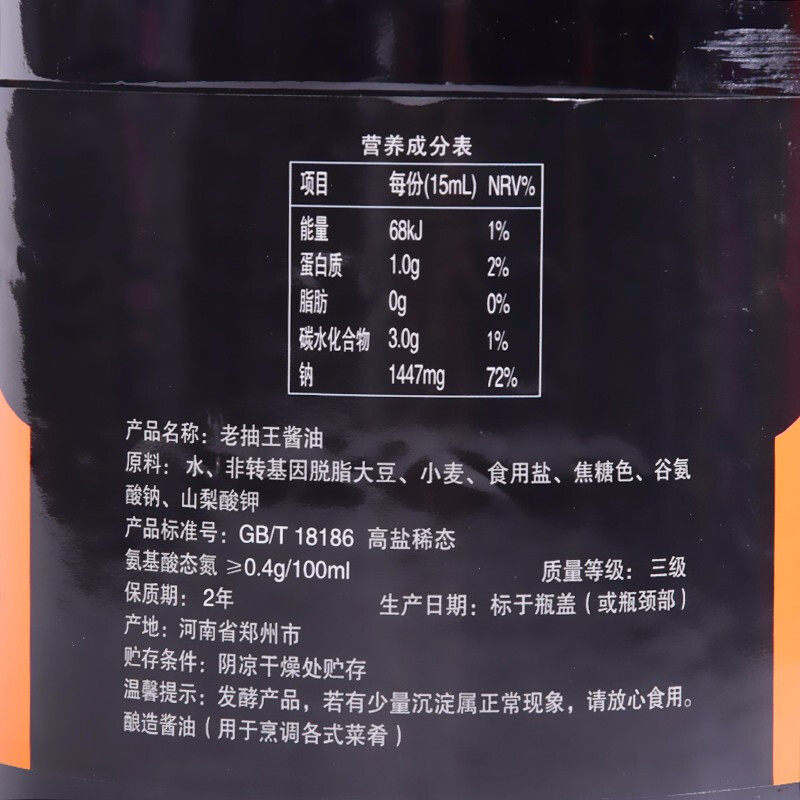 营养成分表
项目 每份(15mL) NRV%
能量 68kJ 1%
蛋白质 1.0g 2%
脂肪 0g 0%
碳水化合物 3.0g 1%
钠 1447mg 72%
产品名称：老抽王酱油
原料：水、非转基因脱脂大豆、小麦、食用盐、焦糖色、谷氨
酸钠、山梨酸钾
产品标准号：GB/T 18186 高盐稀态
氨基酸态氮 ≥0.4g/100ml 质量等级：三级
保质期：2年 生产日期：标于瓶盖（或瓶颈部）
产地：河南省郑州市
贮存条件：阴凉干燥处贮存
温馨提示：发酵产品，若有少量沉淀属正常现象，请放心食用。
酿造酱油（用于烹调各式菜肴）